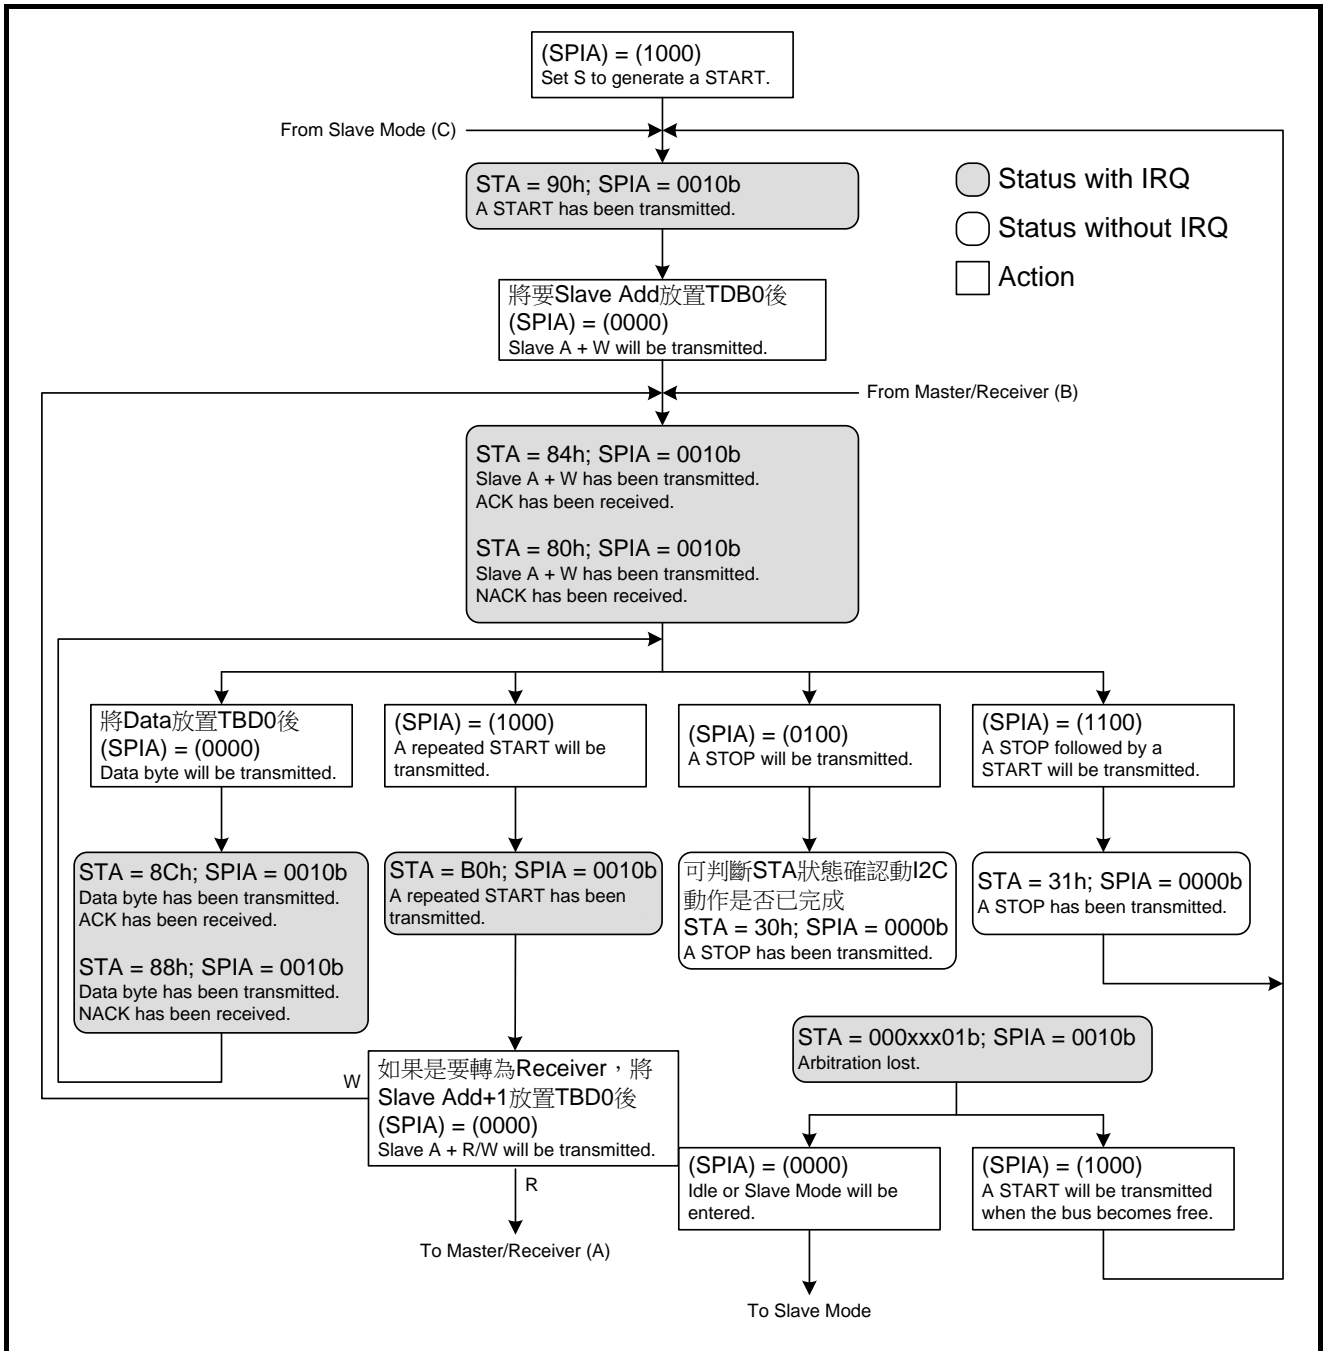 (SPIA) = (1000)
Set S to generate a START.
From Slave Mode (C)
STA = 90h; SPIA = 0010b
A START has been transmitted.
Status with IRQ
Status without IRQ
Action
將要Slave Add放置TDB0後
(SPIA) = (0000)
Slave A + W will be transmitted.
From Master/Receiver (B)
STA = 84h; SPIA = 0010b
Slave A + W has been transmitted.
ACK has been received.
STA = 80h; SPIA = 0010b
Slave A + W has been transmitted.
NACK has been received.
將Data放置TBD0後
(SPIA) = (0000)
Data byte will be transmitted.
(SPIA) = (1000)
A repeated START will be
transmitted.
(SPIA) = (0100)
A STOP will be transmitted.
(SPIA) = (1100)
A STOP followed by a
START will be transmitted.
STA = 8Ch; SPIA = 0010b
Data byte has been transmitted.
ACK has been received.
STA = 88h; SPIA = 0010b
Data byte has been transmitted.
NACK has been received.
STA = B0h; SPIA = 0010b
A repeated START has been
transmitted.
可判斷STA狀態確認動I2C
動作是否已完成
STA = 30h; SPIA = 0000b
A STOP has been transmitted.
STA = 31h; SPIA = 0000b
A STOP has been transmitted.
STA = 000xxx01b; SPIA = 0010b
Arbitration lost.
W
如果是要轉為Receiver，將
Slave Add+1放置TBD0後
(SPIA) = (0000)
Slave A + R/W will be transmitted.
R
To Master/Receiver (A)
(SPIA) = (0000)
Idle or Slave Mode will be
entered.
(SPIA) = (1000)
A START will be transmitted
when the bus becomes free.
To Slave Mode